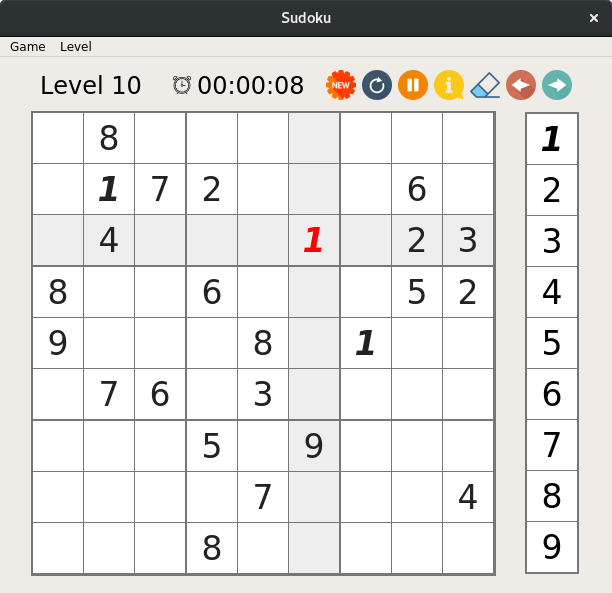 Sudoku
Game Level
Level 10 00:00:08 NEW i
8 1
1 7 2 6 2
4 1 2 3 3
8 6 5 2 4
9 8 1 5
7 6 3 6
5 9 7
7 4 8
8 9